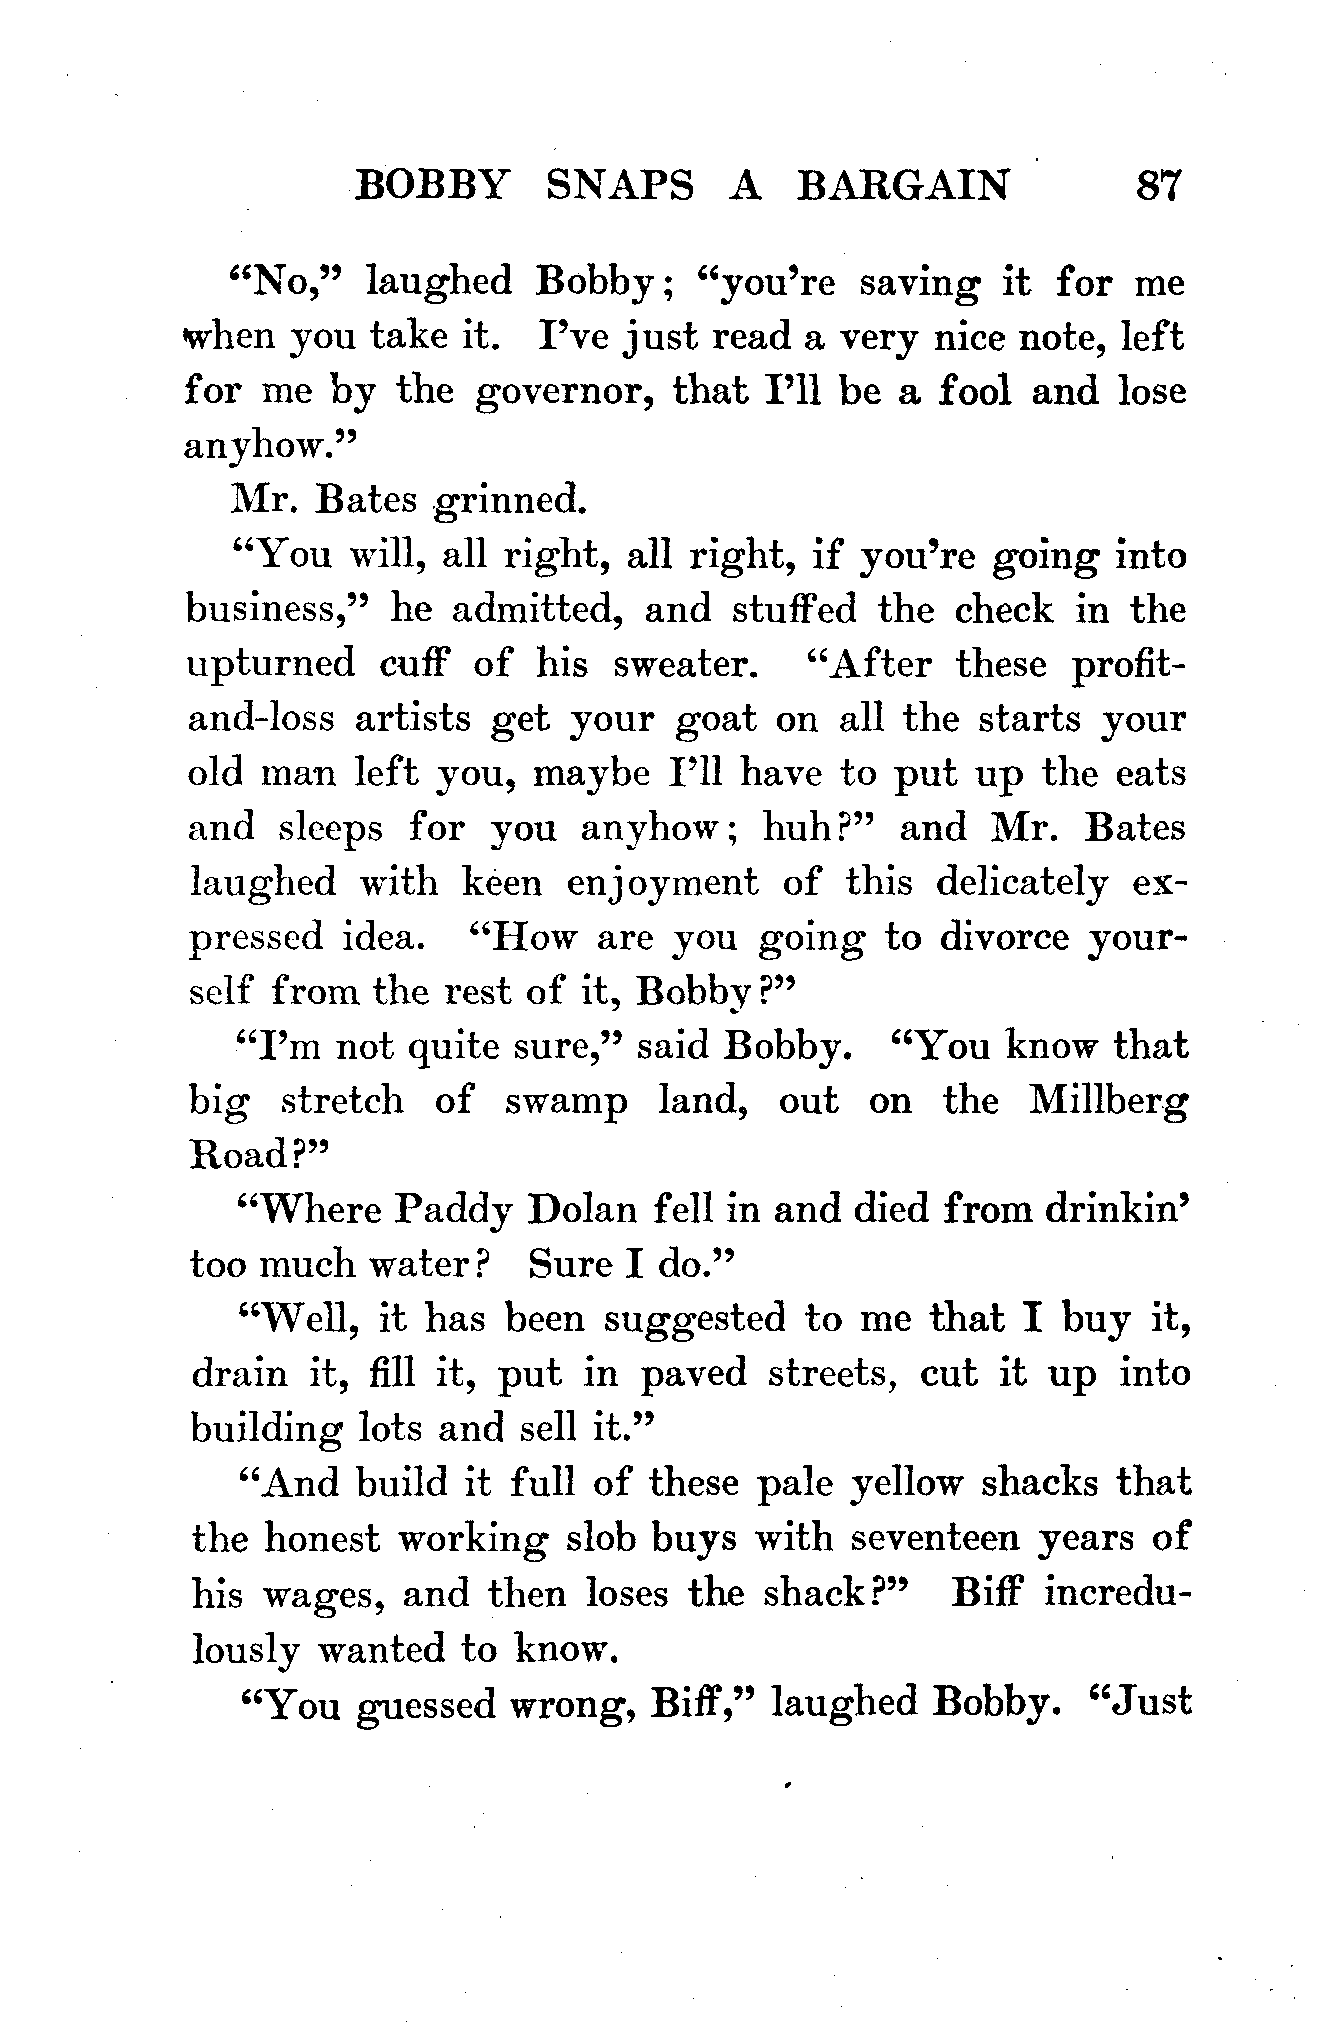 BOBBY SNAPS A BARGAIN 87
“No,” laughed Bobby; “you’re saving it for me
when you take it. I’ve just read a very nice note, left
for me by the governor, that I’ll be a fool and lose
anyhow.”
Mr. Bates grinned.
“You will, all right, all right, if you’re going into
business,” he admitted, and stuffed the check in the
upturned cuff of his sweater. “After these profit-
and-loss artists get your goat on all the starts your
old man left you, maybe I’ll have to put up the eats
and sleeps for you anyhow; huh?” and Mr. Bates
laughed with keen enjoyment of this delicately ex-
pressed idea. “How are you going to divorce your-
self from the rest of it, Bobby?”
“I’m not quite sure,” said Bobby. “You know that
big stretch of swamp land, out on the Millberg
Road?”
“Where Paddy Dolan fell in and died from drinkin’
too much water? Sure I do.”
“Well, it has been suggested to me that I buy it,
drain it, fill it, put in paved streets, cut it up into
building lots and sell it.”
“And build it full of these pale yellow shacks that
the honest working slob buys with seventeen years of
his wages, and then loses the shack?” Biff incredu-
lously wanted to know.
“You guessed wrong, Biff,” laughed Bobby. “Just